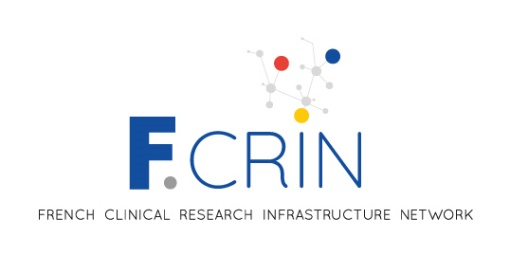 F.CRIN
FRENCH CLINICAL RESEARCH INFRASTRUCTURE NETWORK